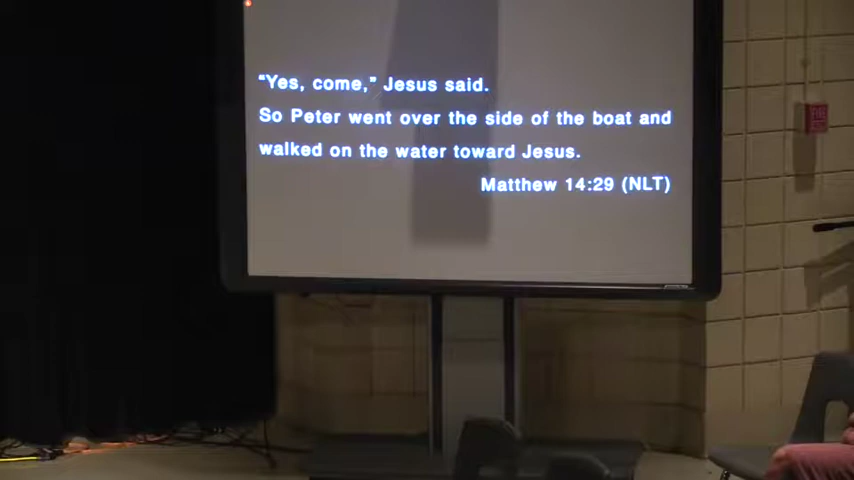 “Yes, come,” Jesus said.
So Peter went over the side of the boat and
walked on the water toward Jesus.
Matthew 14:29 (NLT)
FIRE